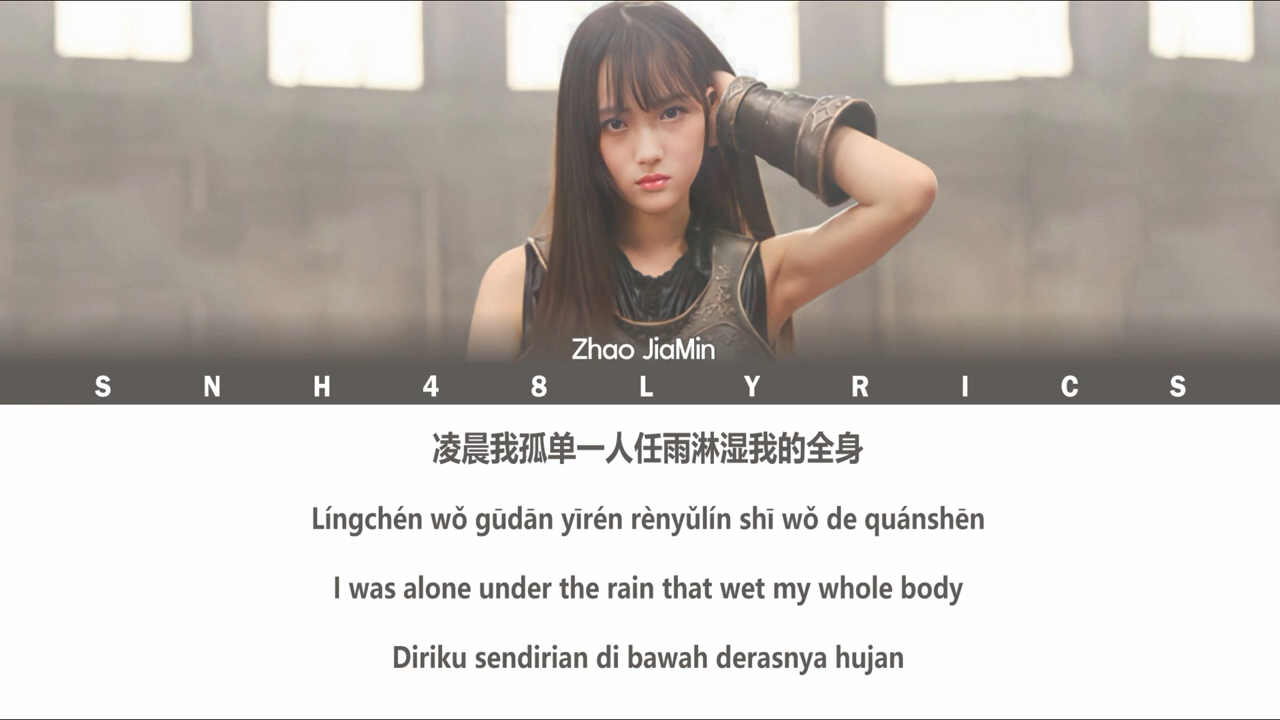 Zhao JiaMin
SNH48LYRICS
凌晨我孤单一人任雨淋湿我的全身
Língchén wǒ gūdān yīrén rènyǔlín shī wǒ de quánshēn
I was alone under the rain that wet my whole body
Diriku sendirian di bawah derasnya hujan